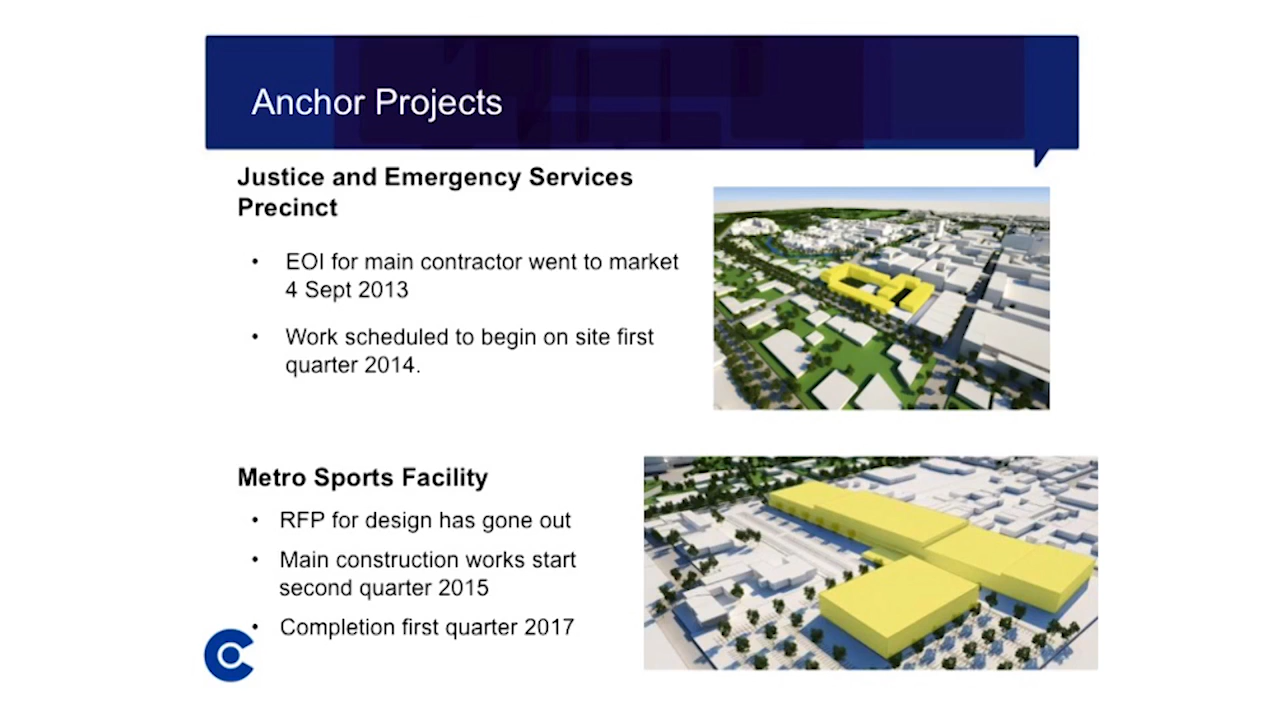 Anchor Projects
Justice and Emergency Services
Precinct
• EOI for main contractor went to market
4 Sept 2013
• Work scheduled to begin on site first
quarter 2014.
Metro Sports Facility
• RFP for design has gone out
• Main construction works start
second quarter 2015
• Completion first quarter 2017